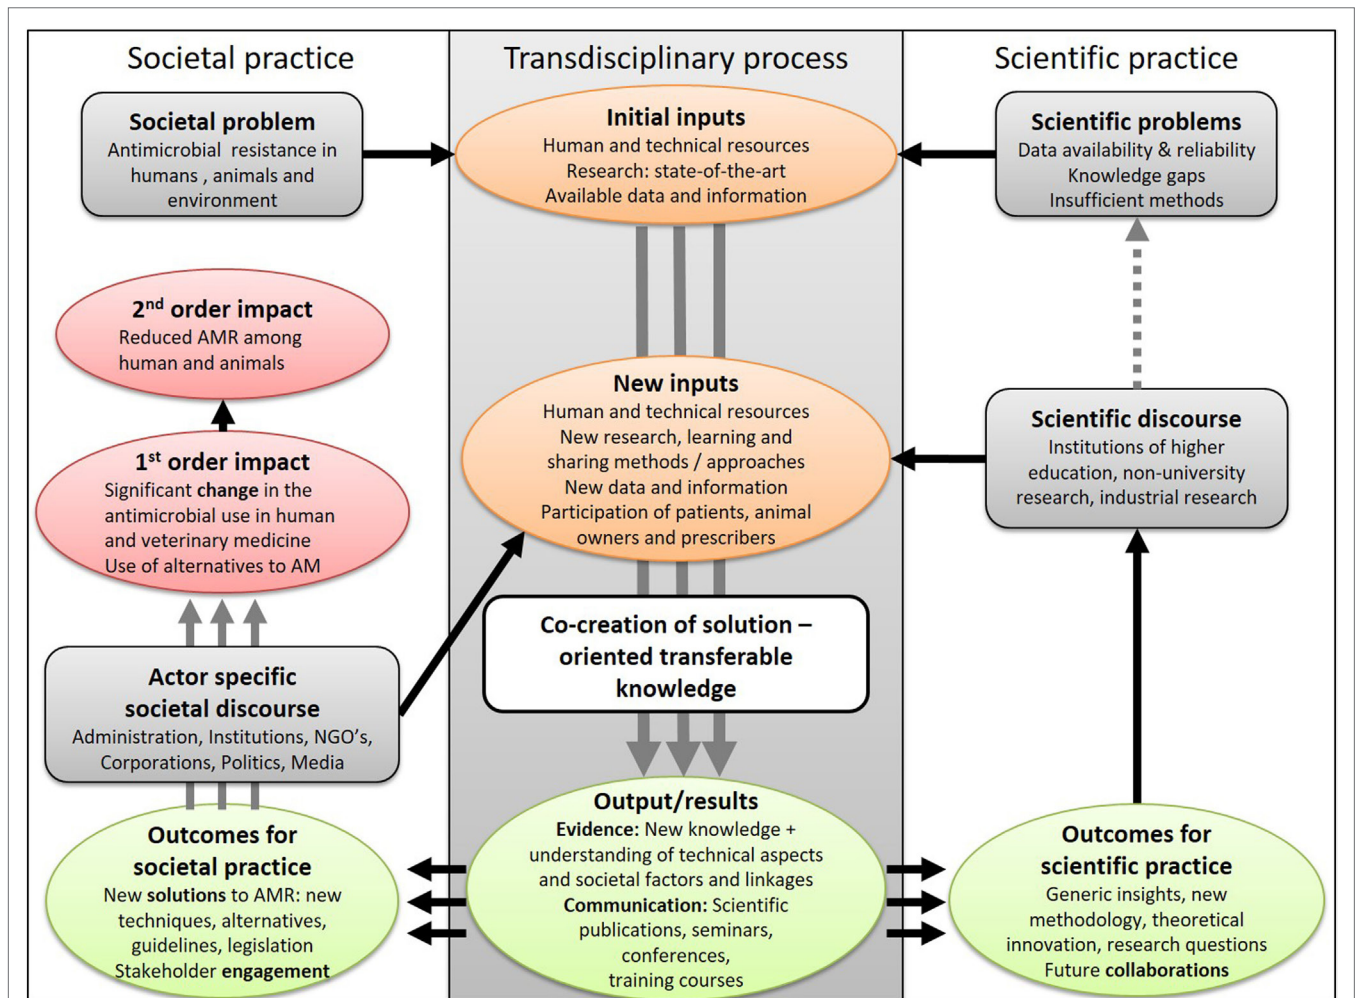 Societal practice
Transdisciplinary process
Scientific practice
Societal problem
Antimicrobial resistance in
humans , animals and
environment
Initial inputs
Human and technical resources
Research: state-of-the-art
Available data and information
Scientific problems
Data availability & reliability
Knowledge gaps
Insufficient methods
2nd order impact
Reduced AMR among
human and animals
New inputs
Human and technical resources
New research, learning and
sharing methods / approaches
New data and information
Participation of patients, animal
owners and prescribers
Scientific discourse
Institutions of higher
education, non-university
research, industrial research
1st order impact
Significant change in the
antimicrobial use in human
and veterinary medicine
Use of alternatives to AM
Co-creation of solution –
oriented transferable
knowledge
Actor specific
societal discourse
Administration, Institutions, NGO's,
Corporations, Politics, Media
Outcomes for
societal practice
New solutions to AMR: new
techniques, alternatives,
guidelines, legislation
Stakeholder engagement
Output/results
Evidence: New knowledge +
understanding of technical aspects
and societal factors and linkages
Communication: Scientific
publications, seminars,
conferences,
training courses
Outcomes for
scientific practice
Generic insights, new
methodology, theoretical
innovation, research questions
Future collaborations